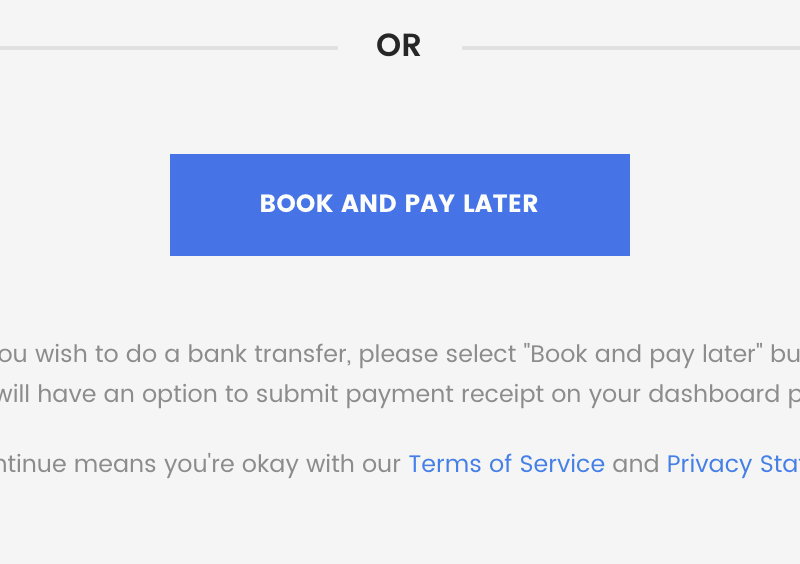 OR
BOOK AND PAY LATER
ou wish to do a bank transfer, please select "Book and pay later" bu
will have an option to submit payment receipt on your dashboard p
ntinue means you're okay with our Terms of Service and Privacy Sta